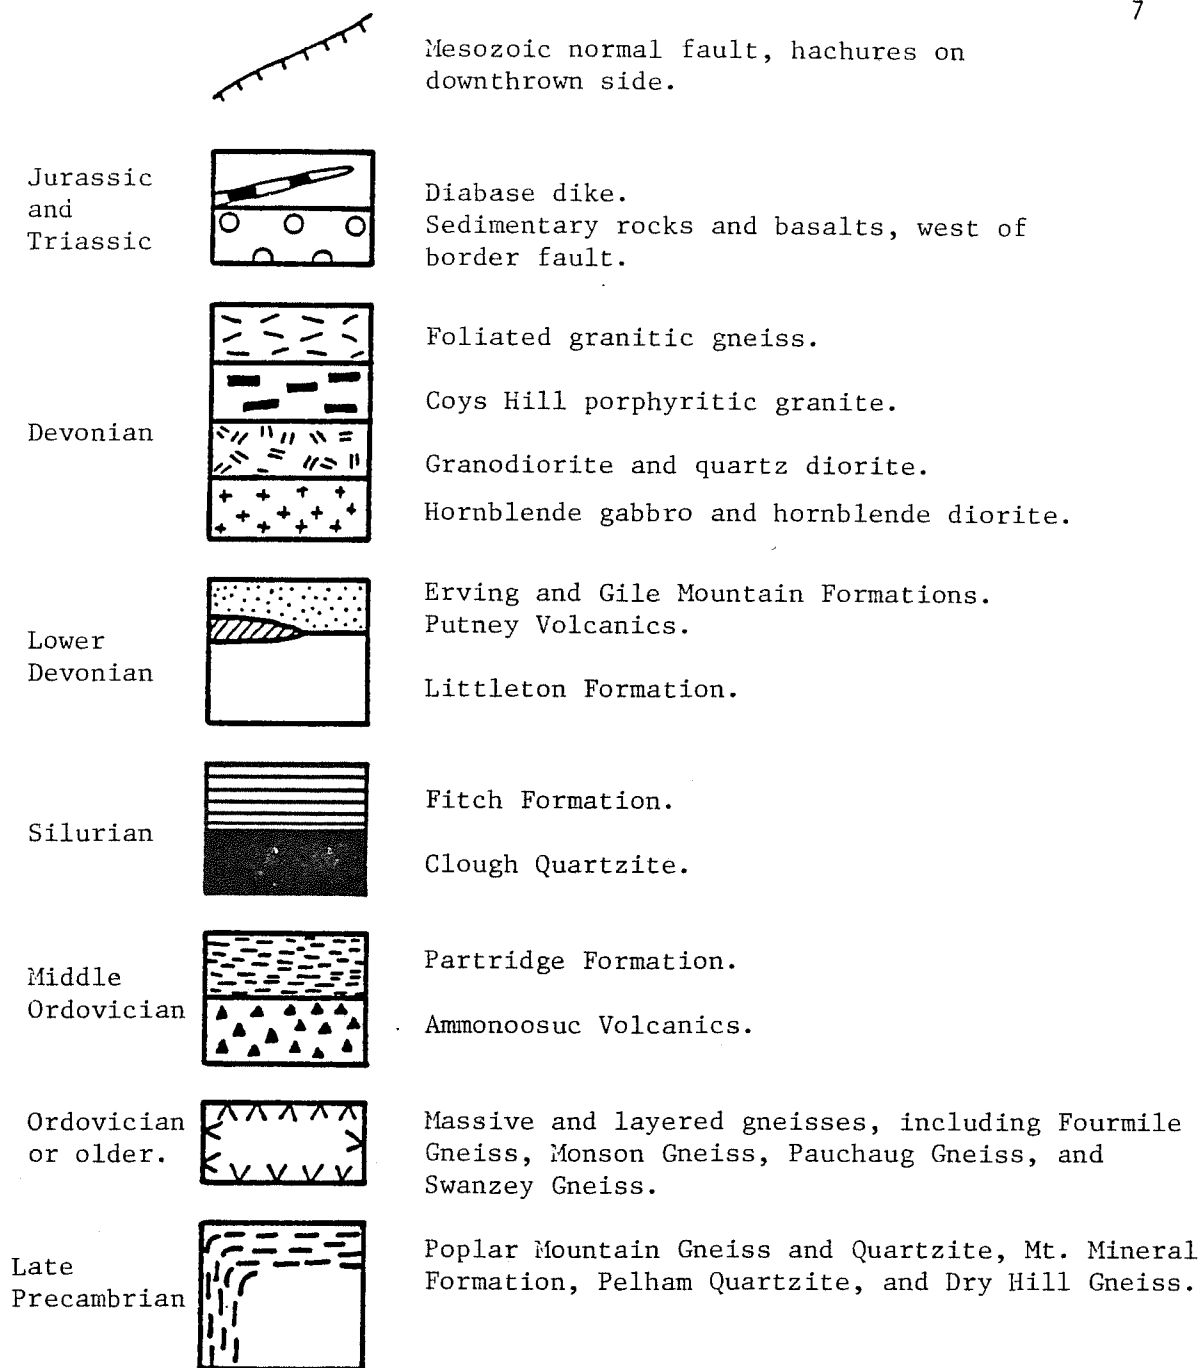 7
Mesozoic normal fault, hachures on
downthrown side.
Jurassic
and
Triassic
Diabase dike.
Sedimentary rocks and basalts, west of
border fault.
Devonian
Foliated granitic gneiss.
Coys Hill porphyritic granite.
Granodiorite and quartz diorite.
Hornblende gabbro and hornblende diorite.
Lower
Devonian
Erving and Gile Mountain Formations.
Putney Volcanics.
Littleton Formation.
Silurian
Fitch Formation.
Clough Quartzite.
Middle
Ordovician
Partridge Formation.
Ammonoosuc Volcanics.
Ordovician
or older.
Massive and layered gneisses, including Fourmile
Gneiss, Monson Gneiss, Pauchaug Gneiss, and
Swanzey Gneiss.
Late
Precambrian
Poplar Mountain Gneiss and Quartzite, Mt. Mineral
Formation, Pelham Quartzite, and Dry Hill Gneiss.